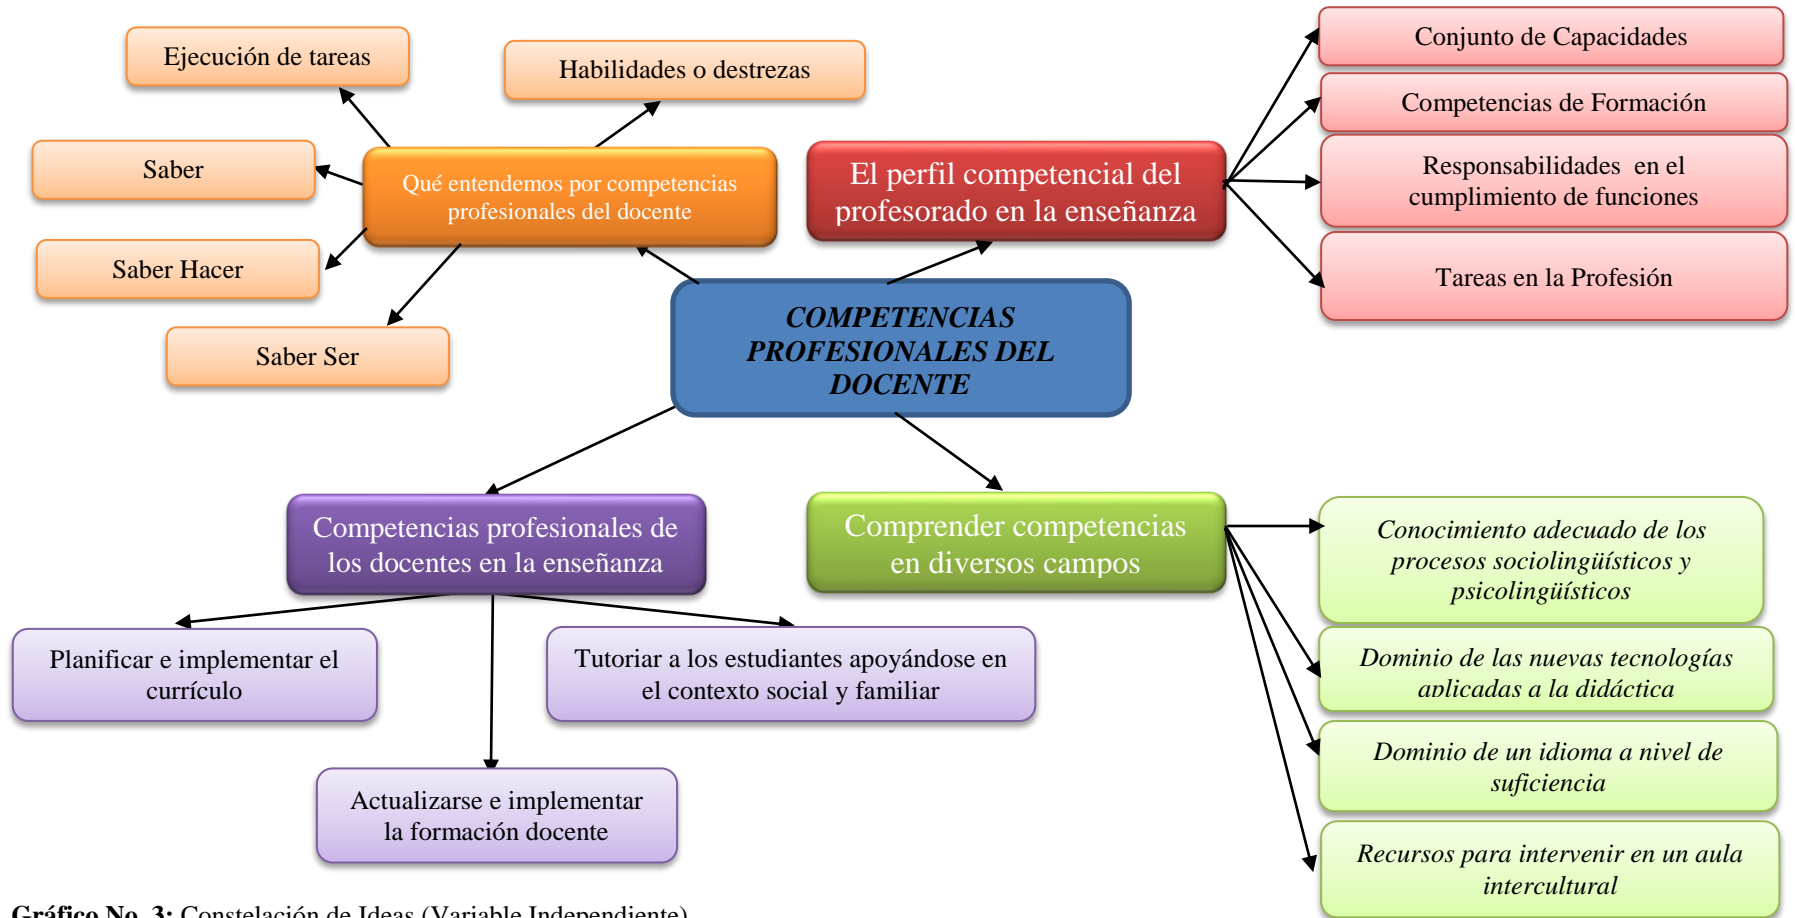 Ejecución de tareas
Habilidades o destrezas
Saber
Qué entendemos por competencias
profesionales del docente
Saber Hacer
Saber Ser
El perfil competencial del
profesorado en la enseñanza
Conjunto de Capacidades
Competencias de Formación
Responsabilidades  en el
cumplimiento de funciones
Tareas en la Profesión
COMPETENCIAS
PROFESIONALES DEL
DOCENTE
Competencias profesionales de
los docentes en la enseñanza
Planificar e implementar el
currículo
Tutoriar a los estudiantes apoyándose en
el contexto social y familiar
Actualizarse e implementar
la formación docente
Comprender competencias
en diversos campos
Conocimiento adecuado de los
procesos sociolingüísticos y
psicolingüísticos
Dominio de las nuevas tecnologías
aplicadas a la didáctica
Dominio de un idioma a nivel de
suficiencia
Recursos para intervenir en un aula
intercultural
Gráfico No. 3: Constelación de Ideas (Variable Independiente)